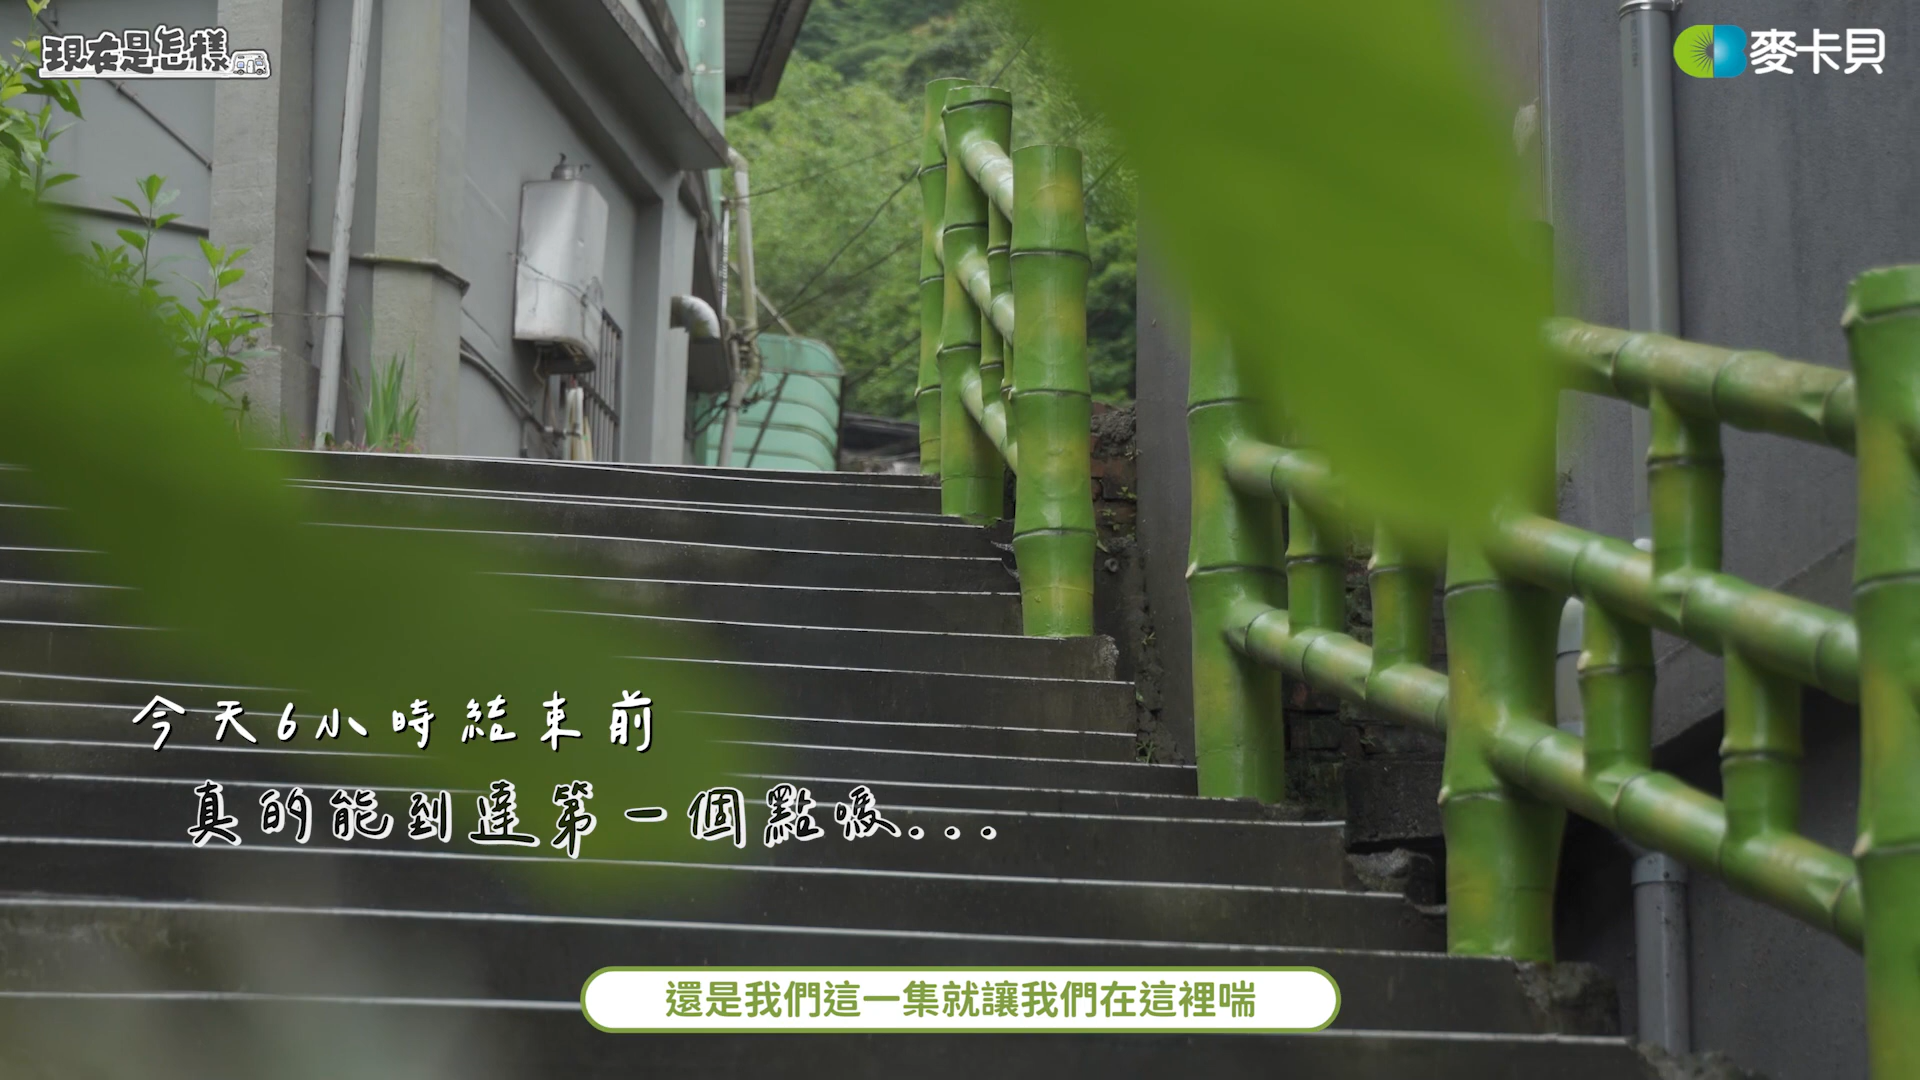 現在是怎樣
麥卡貝
今天6小時結束前
真的能到達第一個點嗎...
還是我們這一集就讓我們在這裡喘